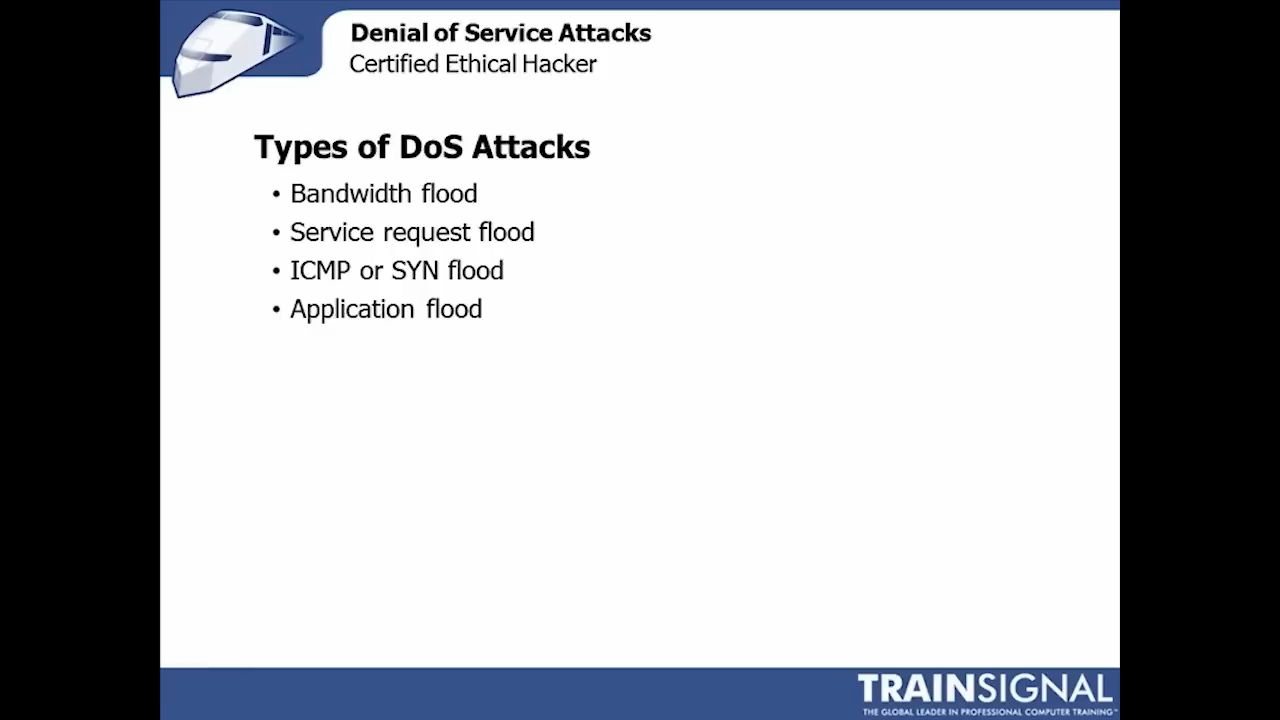 Denial of Service Attacks
Certified Ethical Hacker
Types of DoS Attacks
• Bandwidth flood
• Service request flood
• ICMP or SYN flood
• Application flood
TRAINSIGNAL
THE GLOBAL LEADER IN PROFESSIONAL COMPUTER TRAINING™